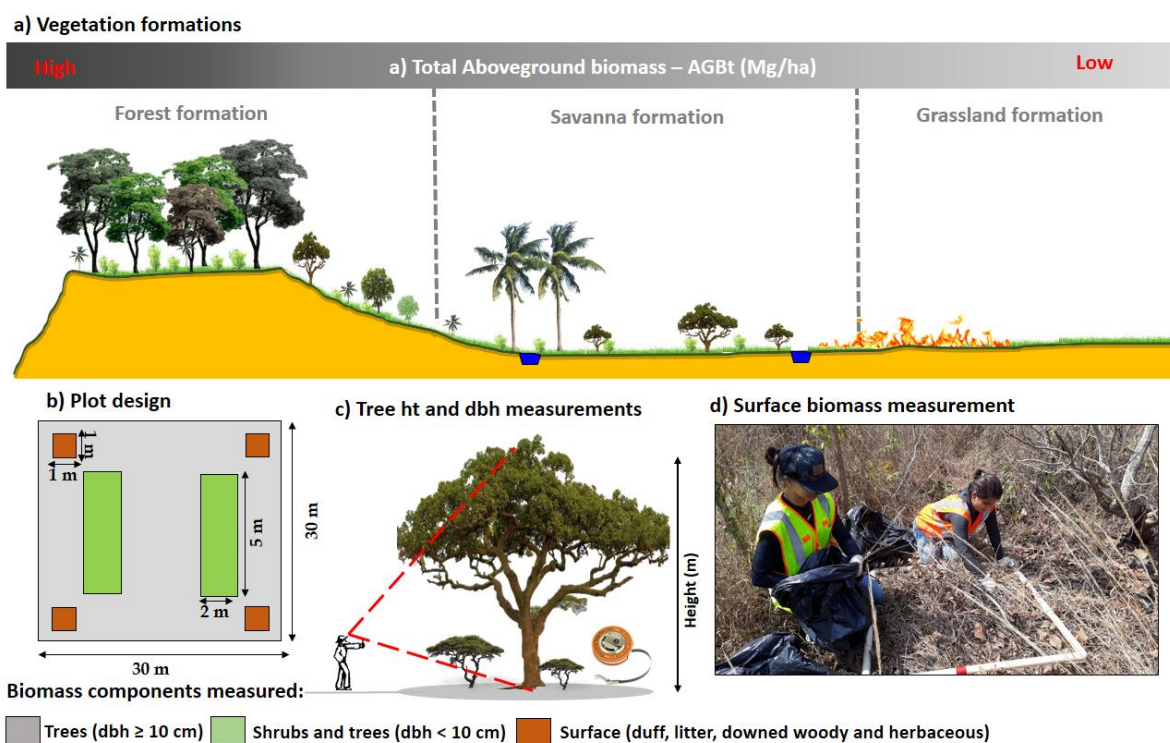 a) Vegetation formations
High
a) Total Aboveground biomass – AGBt (Mg/ha)
Low
Forest formation
Savanna formation
Grassland formation
b) Plot design
1 m
1 m
5 m
2 m
30 m
30 m
c) Tree ht and dbh measurements
Height (m)
d) Surface biomass measurement
Biomass components measured:
Trees (dbh ≥ 10 cm)
Shrubs and trees (dbh < 10 cm)
Surface (duff, litter, downed woody and herbaceous)